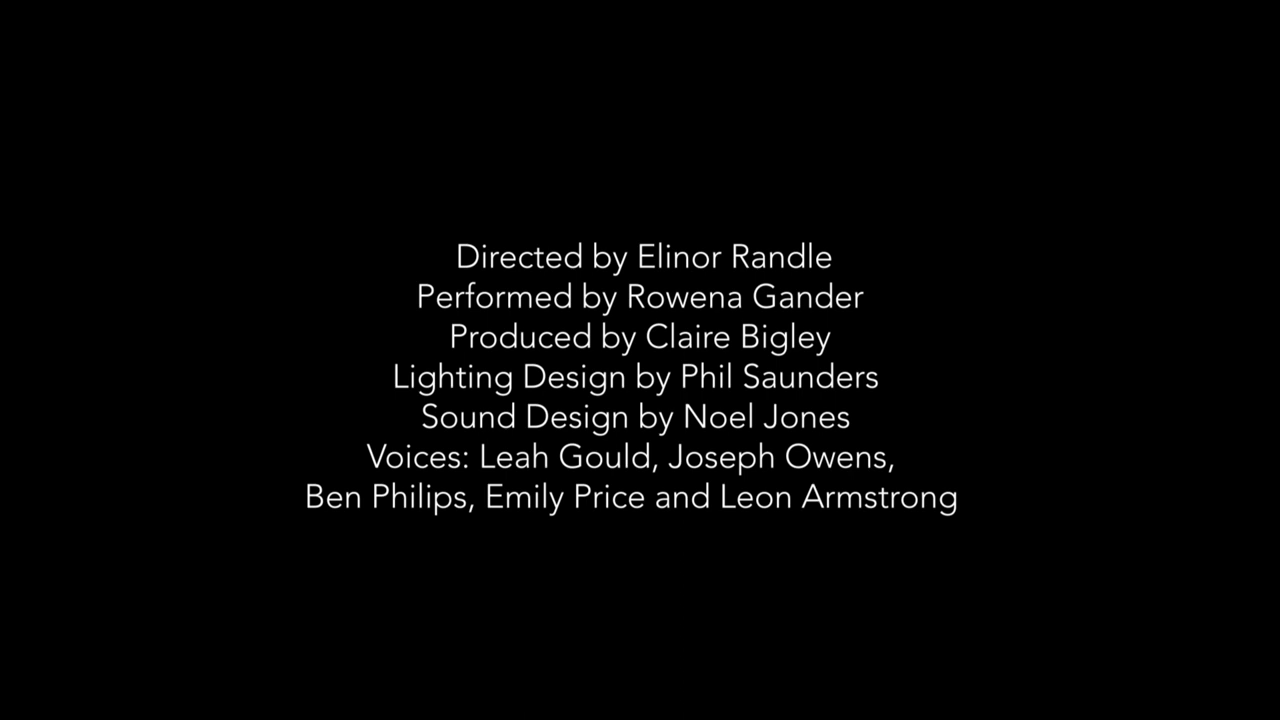 Directed by Elinor Randle
Performed by Rowena Gander
Produced by Claire Bigley
Lighting Design by Phil Saunders
Sound Design by Noel Jones
Voices: Leah Gould, Joseph Owens,
Ben Philips, Emily Price and Leon Armstrong